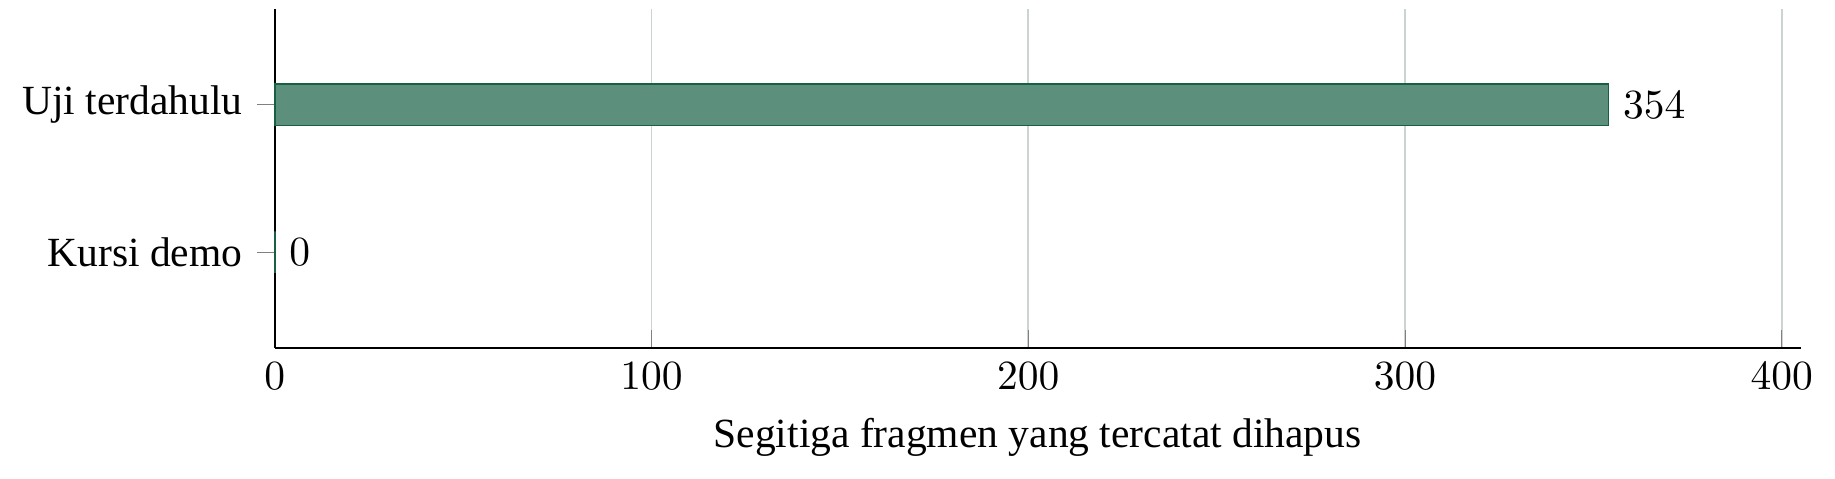 Uji terdahulu
354
Kursi demo
0
0 100 200 300 400
Segitiga fragmen yang tercatat dihapus